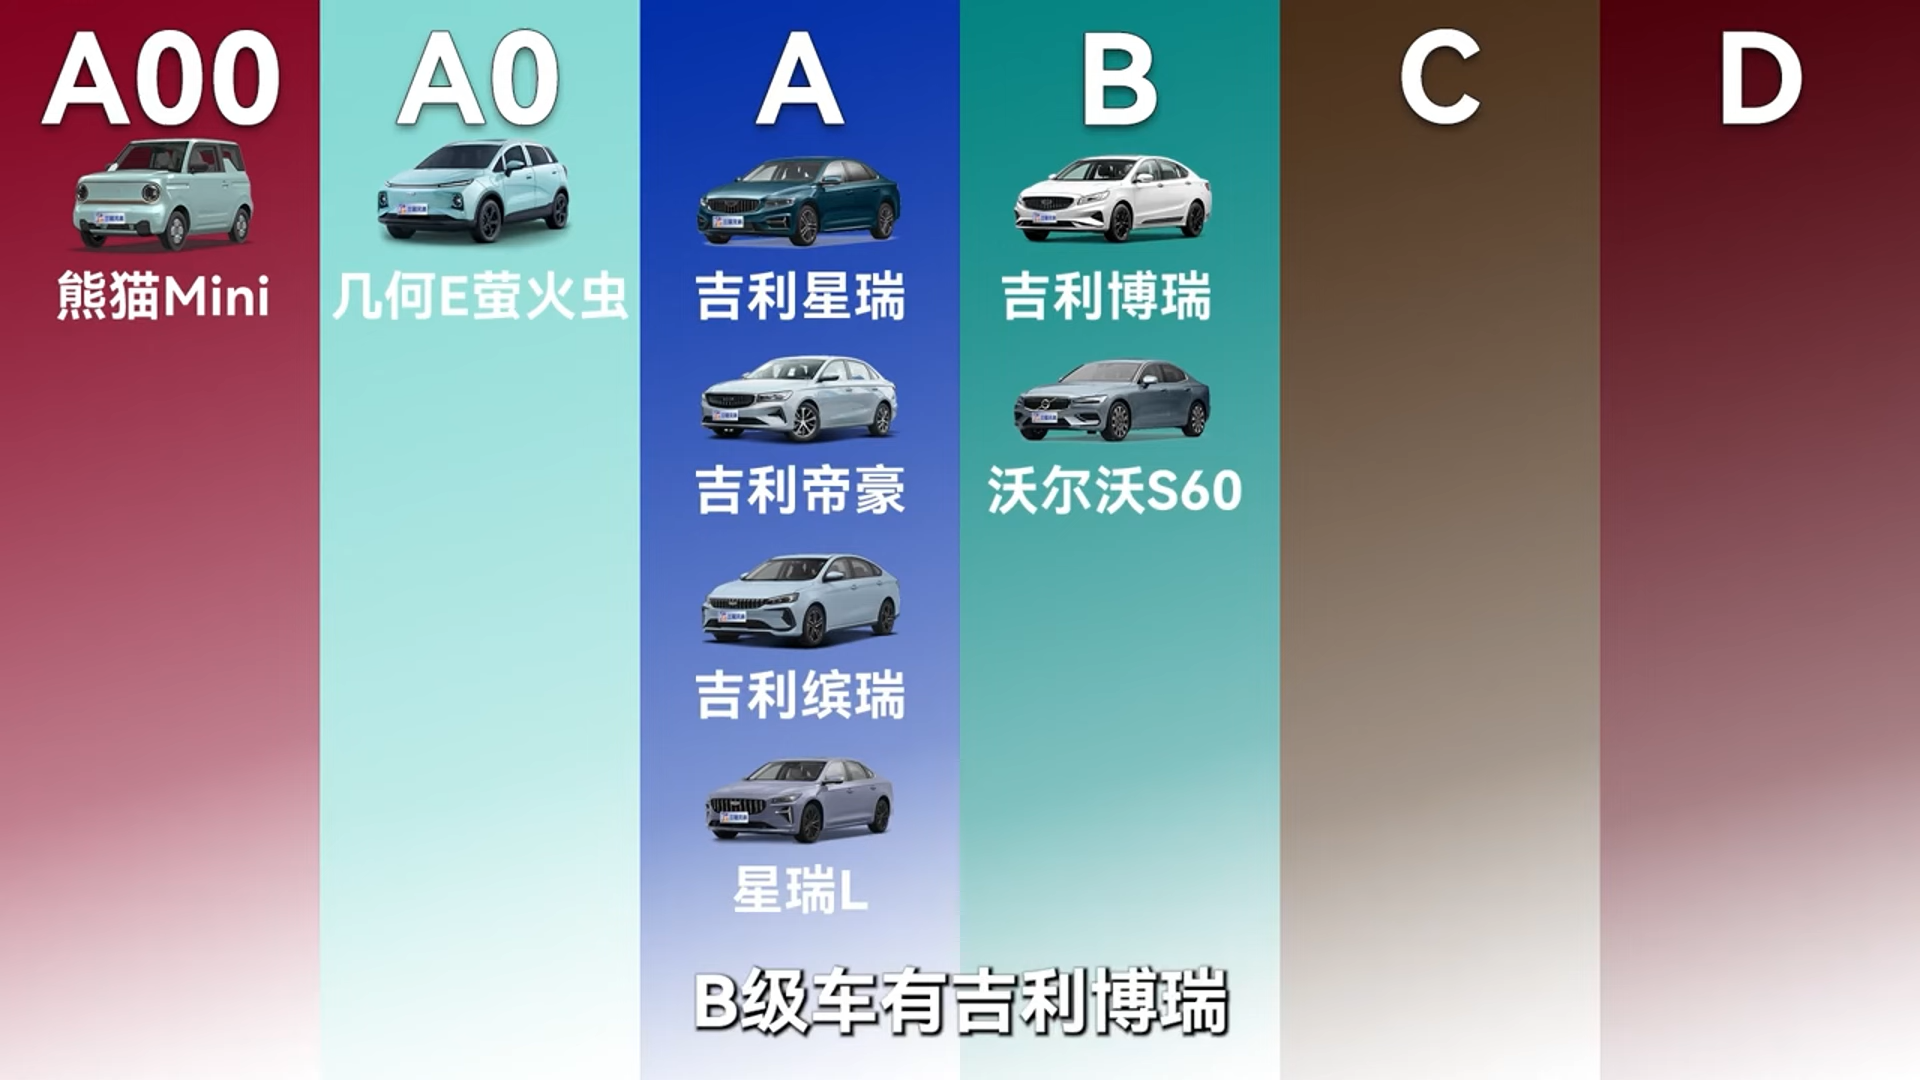 A00
A0
A
B
C
D
熊猫Mini
几何E萤火虫
吉利星瑞
吉利博瑞
吉利帝豪
沃尔沃S60
吉利缤瑞
星瑞L
B级车有吉利博瑞